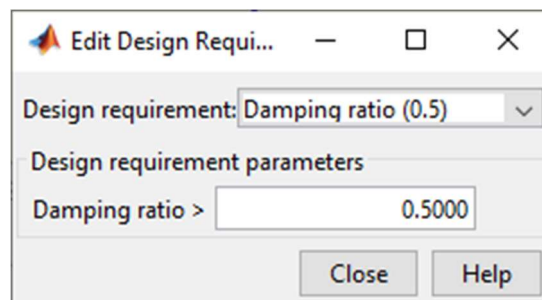 Edit Design Requi...
Design requirement: Damping ratio (0.5)
Design requirement parameters
Damping ratio > 0.5000
Close Help